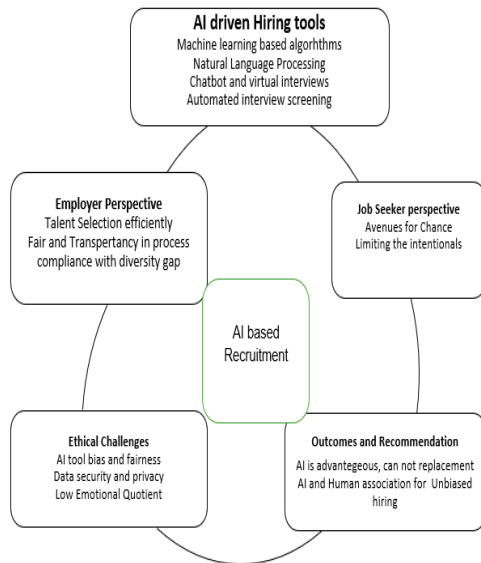 AI driven Hiring tools
Machine learning based algorhthms
Natural Language Processing
Chatbot and virtual interviews
Automated interview screening
Employer Perspective
Talent Selection efficiently
Fair and Transpertancy in process
compliance with diversity gap
Job Seeker perspective
Avenues for Chance
Limiting the intentionals
AI based
Recruitment
Ethical Challenges
AI tool bias and fairness
Data security and privacy
Low Emotional Quotient
Outcomes and Recommendation
AI is advantegeous, can not replacement
AI and Human association for Unbiased
hiring